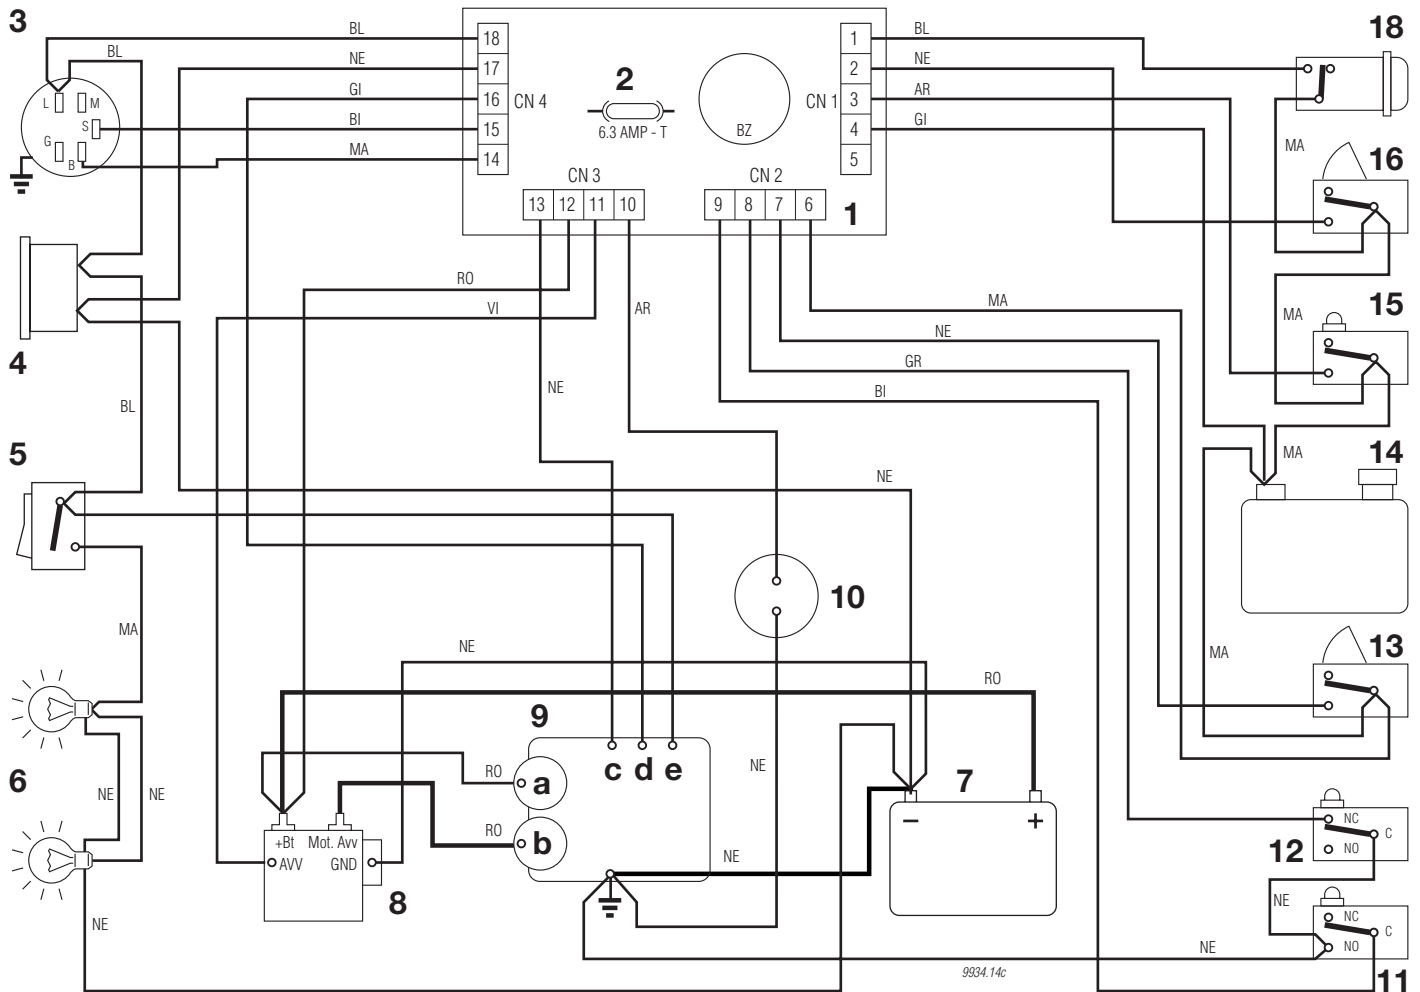 3
18
BL
BL
BL
18
1
NE
NE
17
2
2
GI
AR
L
M
16
CN 4
CN 1
3
BI
GI
S
15
6.3 AMP - T
BZ
4
G
MA
MA
16
B
14
5
CN 3
CN 2
13
12
11
10
9
8
7
6
1
RO
MA
15
VI
AR
MA
NE
4
GR
NE
BI
BL
5
MA
14
NE
10
MA
NE
MA
13
RO
9
c
d
e
NE
7
6
RO
a
NE
NE
−
+
NC
+Bt
Mot. Avv
RO
b
C
12
NO
AVV
GND
NE
8
NE
NC
NE
C
NE
NO
9934.14c
11